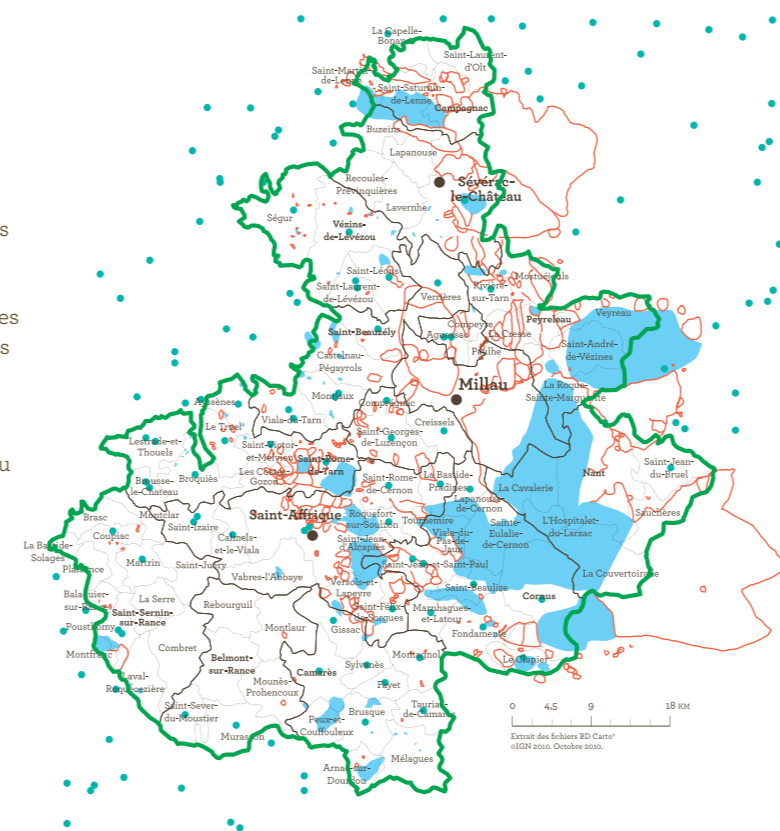 La Capelle-
Bonance
Saint-Laurent-
d'Olt
Saint-Martin-
de-Lenne
Saint-Saturnin-
de-Lenne
Campagnac
Buzeins
Lapanouse
Recoules-
Prévinquières
Sévérac-
le-Château
Lavernhe
Ségur
Vézins-
de-Lévézou
s
Saint-Léons
Mostuéjouls
Saint-Laurent-
de-Lévézou
Verrières
Rivière-
sur-Tarn
es
s
Saint-Beauzély
Aguessac
Compeyre
Paulhe
La Cresse
Peyreleau
Veyreau
Saint-André-
de-Vézines
Castelnau-
Pégayrols
Millau
La Roque-
Sainte-Marguerite
Montjaux
Comprégnac
Ayssènes
Le Truel
Viala-du-Tarn
Creissels
Saint-Georges-
de-Luzençon
u
Lestrade-et-
Thouels
Saint-Victor-
et-Melvieu
Saint-Rome-
de-Tarn
Les Costes-
Gozon
Brousse-
le-Chateau
Broquiès
Saint-Rome-
de-Cernon
La Bastide-
Pradines
Lapanouse-
de-Cernon
La Cavalerie
Nant
Saint-Jean-
du-Bruel
Sauclières
Brasc
Montclar
Saint-Izaire
Saint-Affrique
Roquefort-
sur-Soulzon
Tournemire
Viala-du-
Pas-de-
Jaux
Sainte-
Eulalie-
de-Cernon
L'Hospitalet-
du-Larzac
Coupiac
Calmels-
et-le-Viala
Saint-Jean-
d'Alcapiès
La Bastide-
Solages
Plaisance
Martrin
Saint-Juéry
Vabres-l'Abbaye
Saint-Jean-et-Saint-Paul
La Couvertoirade
Balaguier-
sur-Rance
La Serre
Versols-et-
Lapeyre
Saint-Beaulize
Cornus
Saint-Sernin-
sur-Rance
Rebourguil
Saint-Félix-
de-Sorgues
Marnhagues-
et-Latour
Pousthomy
Montlaur
Gissac
Fondamente
Montfranc
Combret
Belmont-
sur-Rance
Camarès
Sylvanès
Montagnol
Le Clapier
Laval-
Roquecezière
Mounès-
Prohencoux
Fayet
Saint-Sever-
du-Moustier
Peux-et-
Couffouleux
Brusque
Tauriac-
de-Camarès
Murasson
Mélagues
Arnac-sur-
Dourdou
0 4,5 9 18 KM
Extrait des fichiers BD Carto®
©IGN 2010. Octobre 2010.